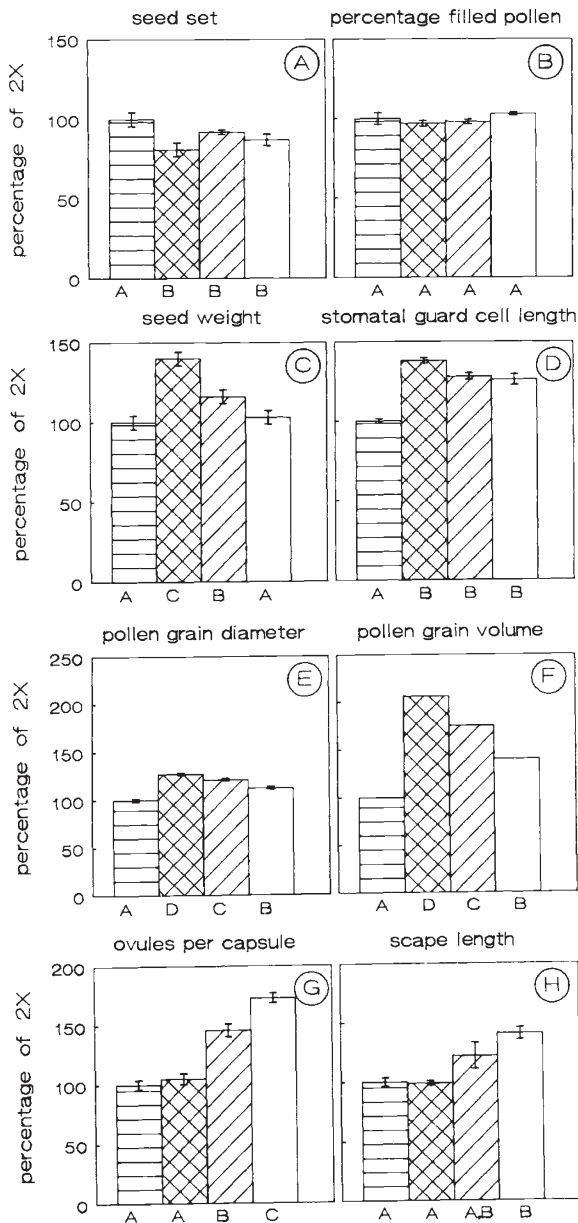 seed set
percentage filled pollen
percentage of 2X
150
100
50
0
A
B
A B B B
A A A A
seed weight
stomatal guard cell length
percentage of 2X
150
100
50
0
C
D
A C B A
A B B B
pollen grain diameter
pollen grain volume
percentage of 2X
250
200
150
100
50
0
E
F
A D C B
A D C B
ovules per capsule
scape length
percentage of 2X
200
150
100
50
0
G
H
A A B C
A A A,B B